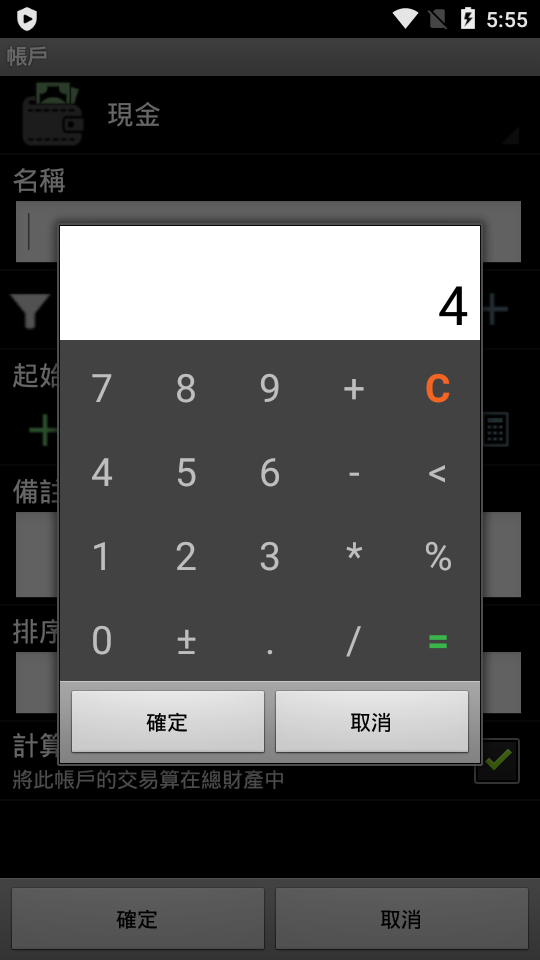 5:55
帳戶
現金
名稱
4
起始
7 8 9 + C
4 5 6 - <
備註
1 2 3 * %
排序
0 ± . / =
確定 取消
計算
將此帳戶的交易算在總財產中
確定 取消